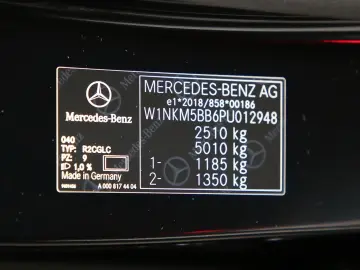 MERCEDES-BENZ AG
e1*2018/858*00186
W1NKM5BB6PU012948
2510 kg
5010 kg
1- 1185 kg
2- 1350 kg
Mercedes-Benz
040
TYP: R2CGLC
PZ: 9
1,0 %
Made in Germany
A 000 817 44 04